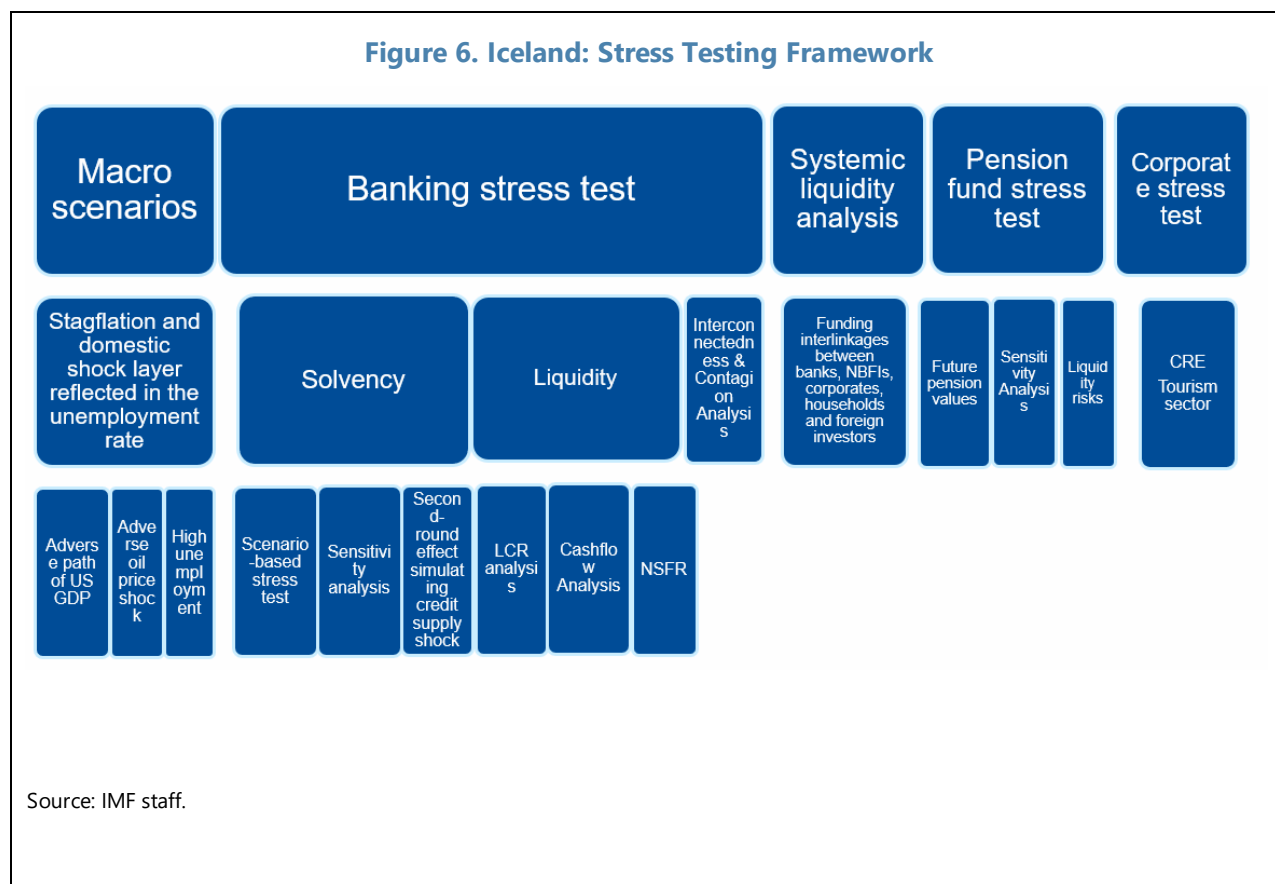 Figure 6. Iceland: Stress Testing Framework
Macro
scenarios
Banking stress test
Systemic
liquidity
analysis
Pension
fund stress
test
Corporat
e stress
test
Stagflation and
domestic
shock layer
reflected in the
unemployment
rate
Solvency
Liquidity
Intercon
nectedn
ess &
Contagi
on
Analysi
s
Funding
interlinkages
between
banks, NBFIs,
corporates,
households
and foreign
investors
Future
pension
values
Sensiti
vity
Analysi
s
Liquid
ity
risks
CRE
Tourism
sector
Advers
e path
of US
GDP
Adve
rse
oil
price
shoc
k
High
une
mpl
oym
ent
Scenario
-based
stress
test
Sensitivi
ty
analysis
Secon
d-
round
effect
simulat
ing
credit
supply
shock
LCR
analysi
s
Cashflo
w
Analysis
NSFR
Source: IMF staff.